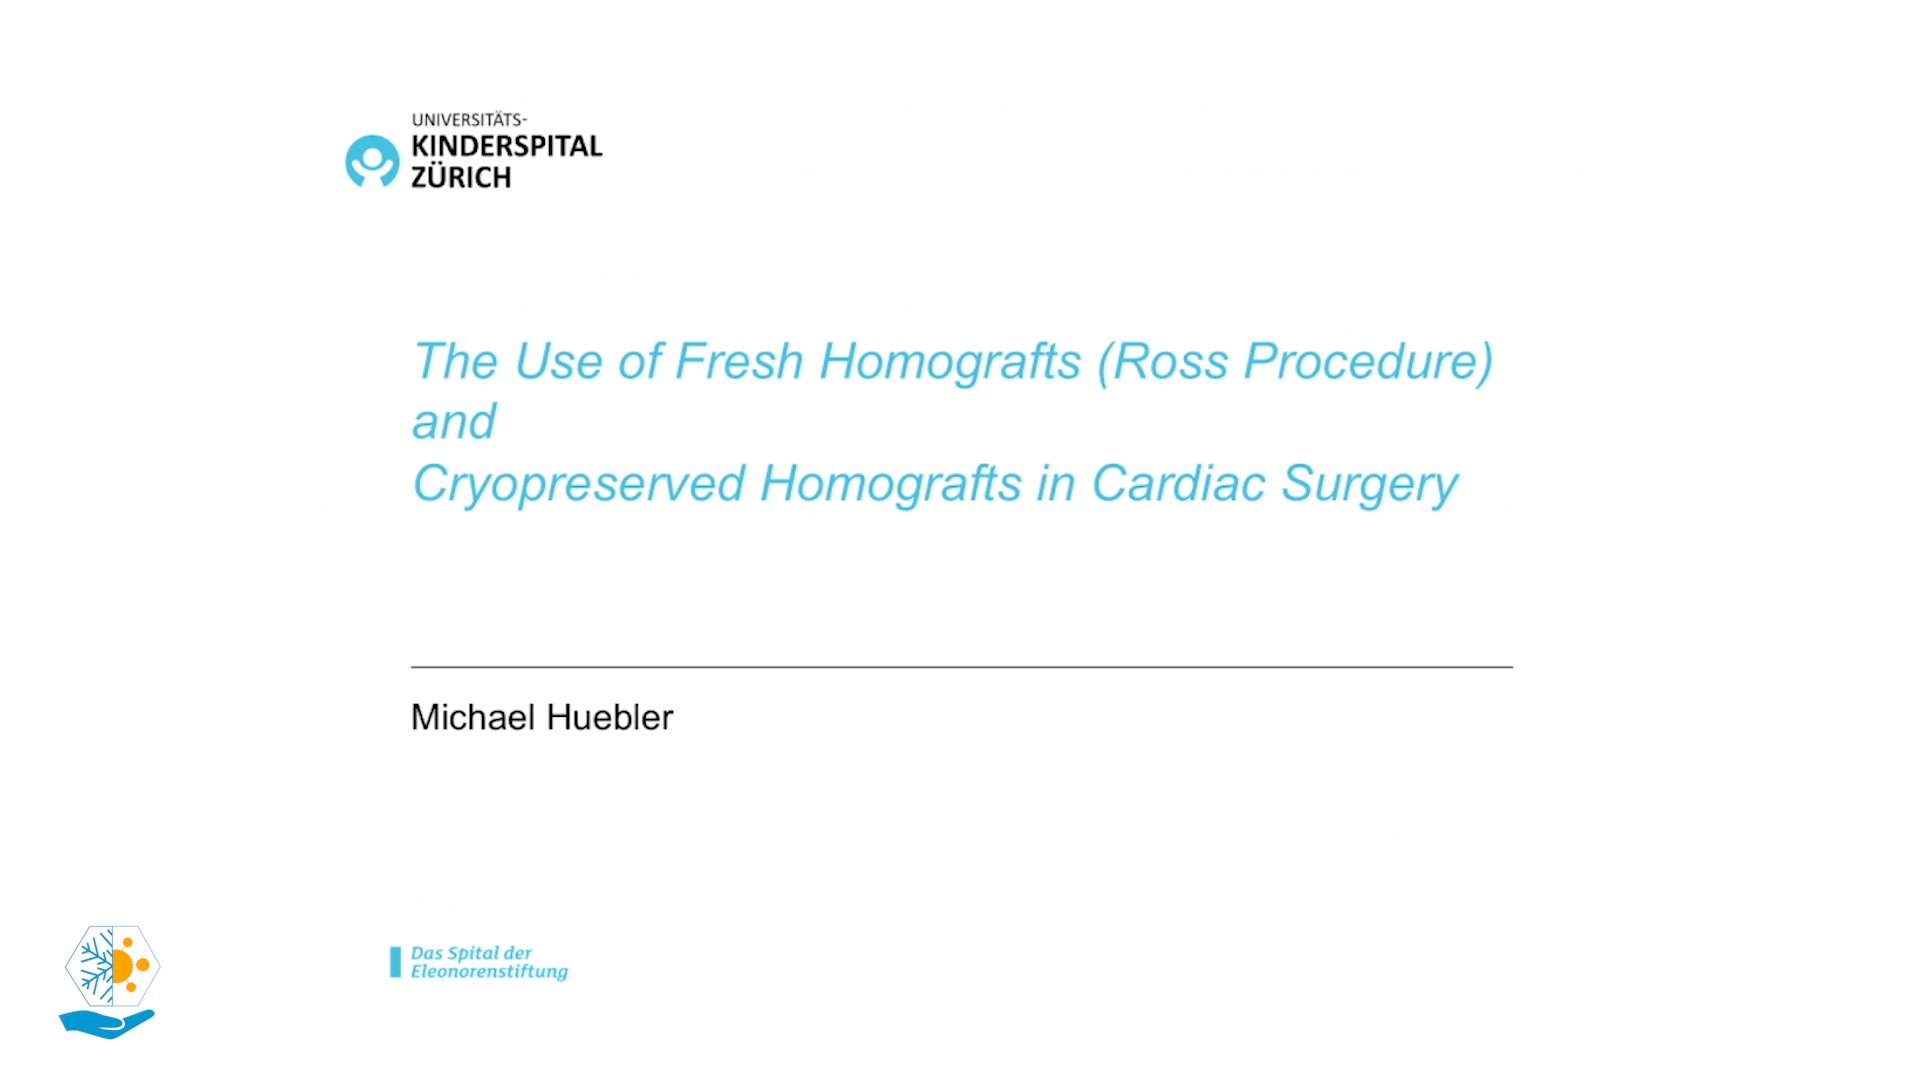 UNIVERSITÄTS-
KINDERSPITAL
ZÜRICH
The Use of Fresh Homografts (Ross Procedure)
and
Cryopreserved Homografts in Cardiac Surgery
Michael Huebler
Das Spital der
Eleonorenstiftung